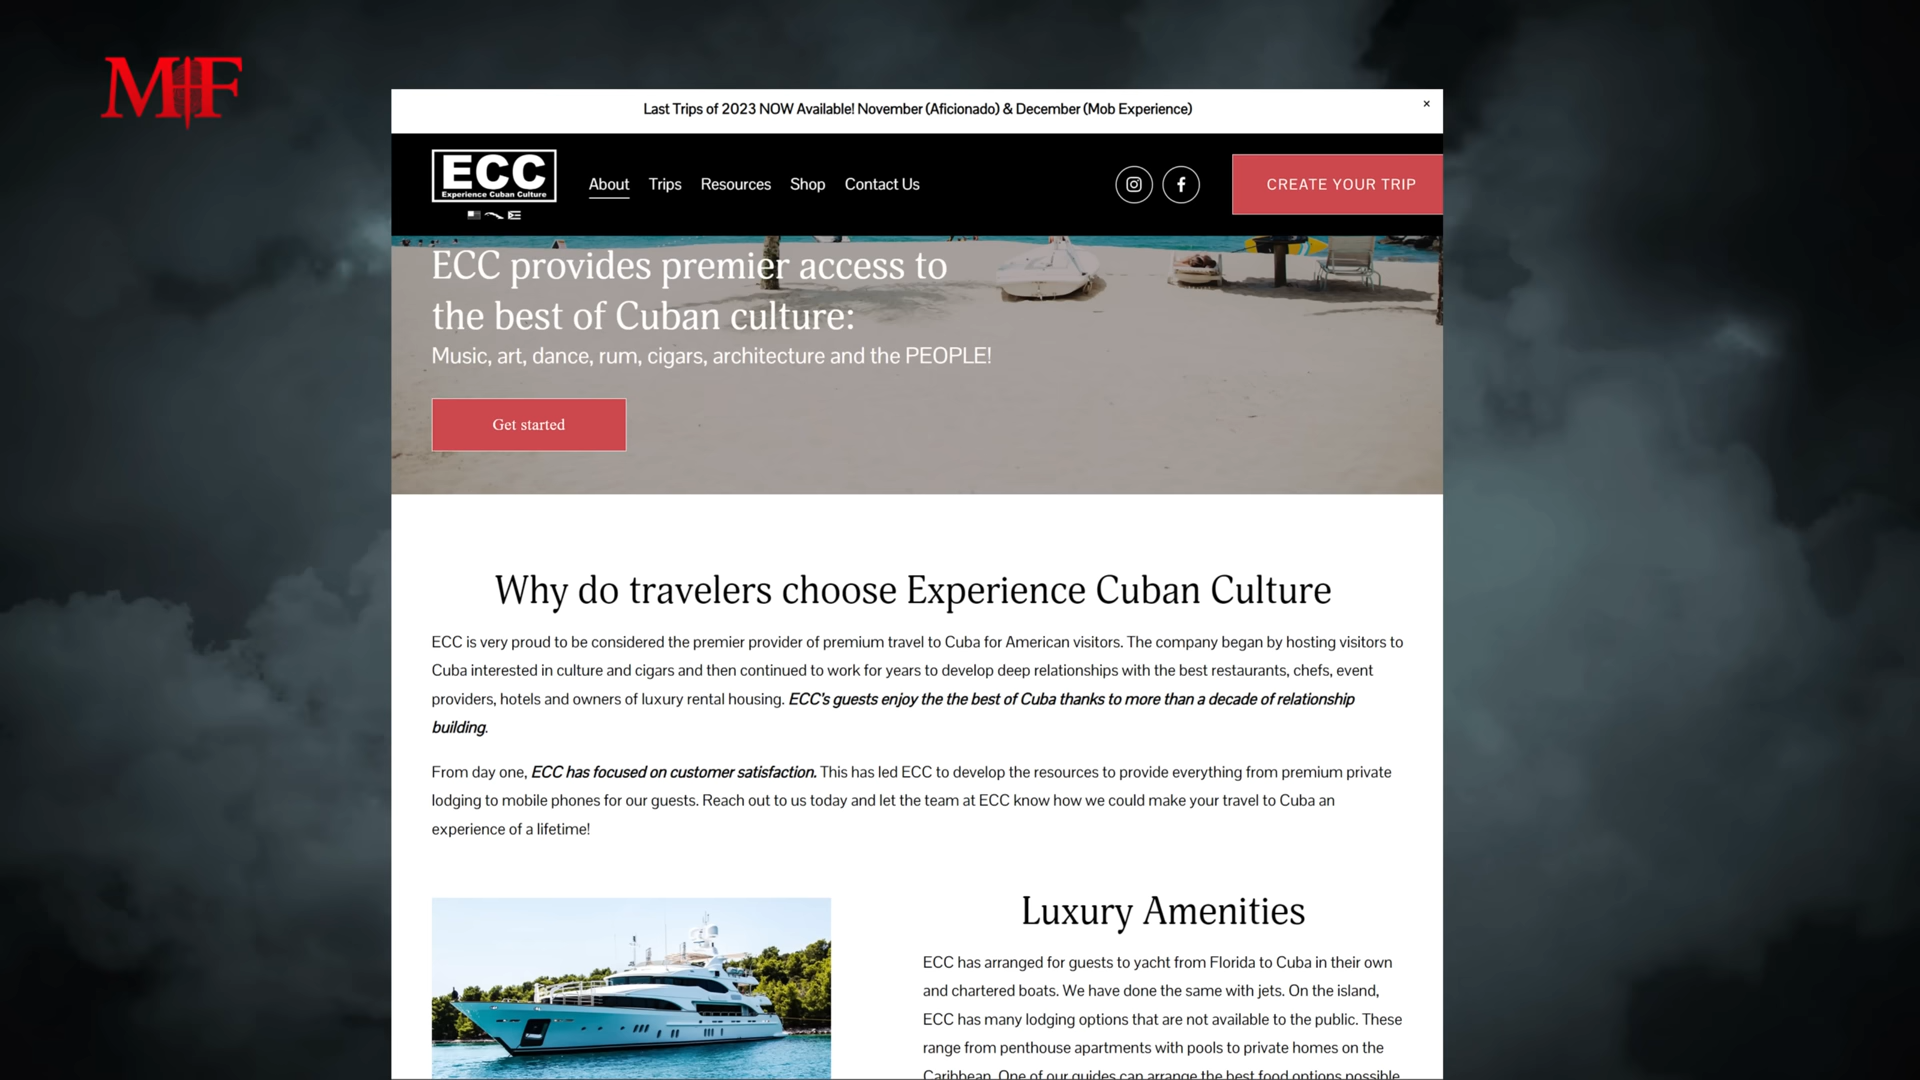 MF
Last Trips of 2023 NOW Available! November (Aficionado) & December (Mob Experience)
×
ECC
Experience Cuban Culture
About Trips Resources Shop Contact Us
CREATE YOUR TRIP
ECC provides premier access to
the best of Cuban culture:
Music, art, dance, rum, cigars, architecture and the PEOPLE!
Get started
Why do travelers choose Experience Cuban Culture
ECC is very proud to be considered the premier provider of premium travel to Cuba for American visitors. The company began by hosting visitors to
Cuba interested in culture and cigars and then continued to work for years to develop deep relationships with the best restaurants, chefs, event
providers, hotels and owners of luxury rental housing. ECC's guests enjoy the the best of Cuba thanks to more than a decade of relationship
building.
From day one, ECC has focused on customer satisfaction. This has led ECC to develop the resources to provide everything from premium private
lodging to mobile phones for our guests. Reach out to us today and let the team at ECC know how we could make your travel to Cuba an
experience of a lifetime!
Luxury Amenities
ECC has arranged for guests to yacht from Florida to Cuba in their own
and chartered boats. We have done the same with jets. On the island,
ECC has many lodging options that are not available to the public. These
range from penthouse apartments with pools to private homes on the
Caribbean. One of our guides can arrange the best food options possible